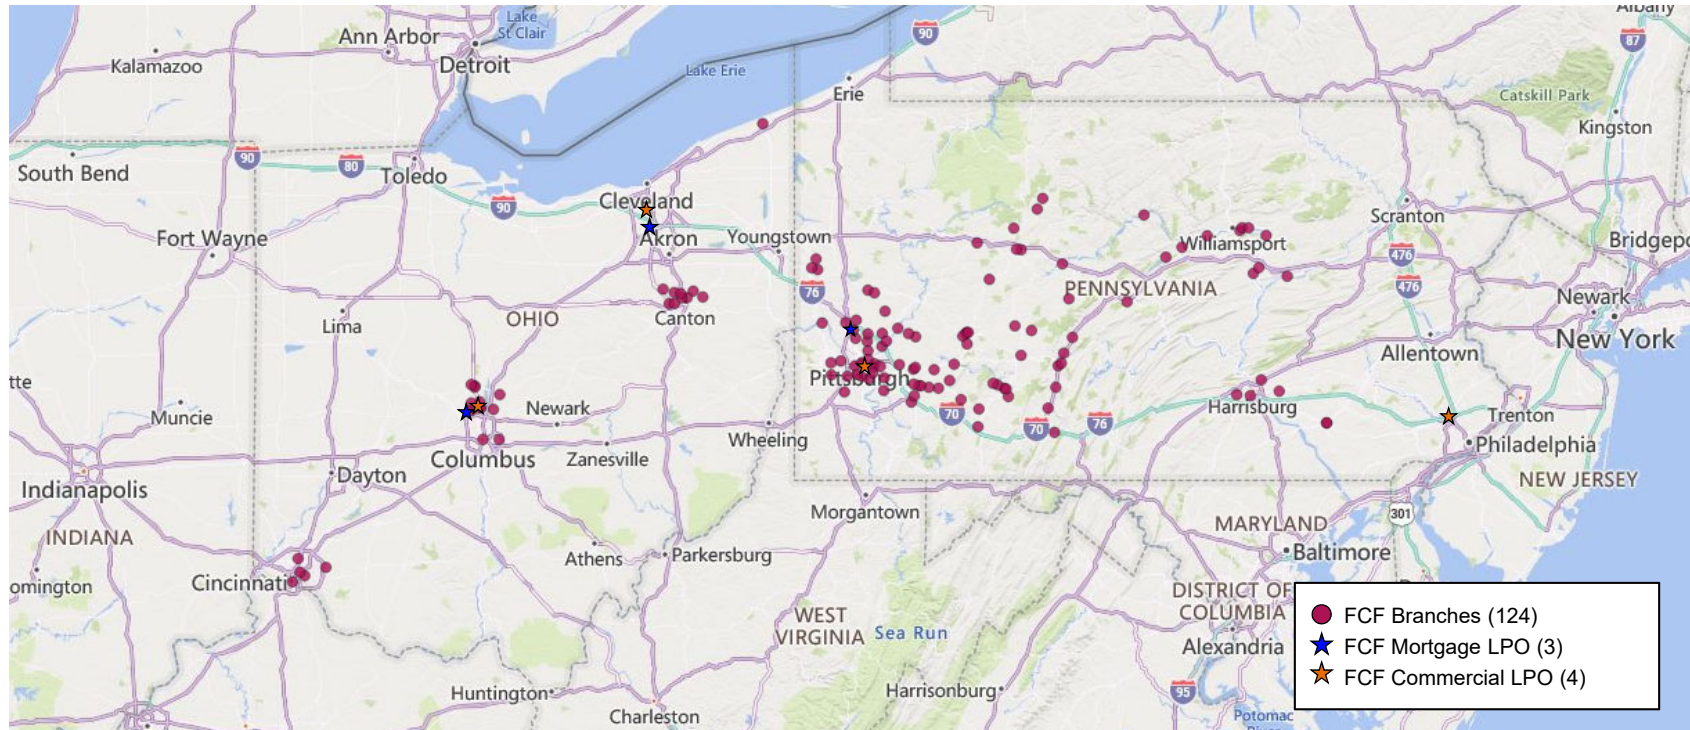 Albany
Lake
St Clair
Ann Arbor
90
87
Kalamazoo
Detroit
Lake Erie
Erie
Catskill Park
Kingston
90
80
South Bend
Toledo
90
Cleveland
Scranton
Fort Wayne
Akron
Youngstown
Williamsport
Bridgepo
476
76
PENNSYLVANIA
476
Newark
Lima
OHIO
Canton
New York
Allentown
tte
Pittsburgh
Muncie
Newark
Harrisburg
70
70
76
Trenton
Wheeling
Philadelphia
Columbus
Zanesville
Dayton
NEW JERSEY
Indianapolis
Morgantown
301
INDIANA
MARYLAND
Athens
Parkersburg
Baltimore
Cincinnati
omington
DISTRICT OF
COLUMBIA
WEST
VIRGINIA
Sea Run
Alexandria
FCF Branches (124)
FCF Mortgage LPO (3)
FCF Commercial LPO (4)
Huntington
Harrisonburg
95
Charleston
Potomac
River